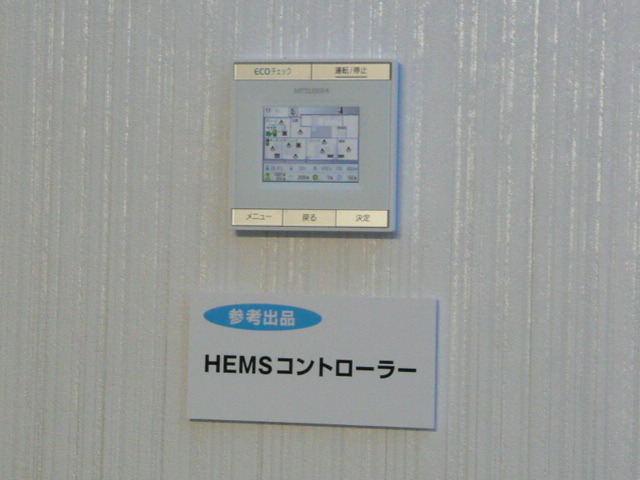 ECOチェック 運転/停止
MITSUBISHI
メニュー 戻る 決定
参考出品
HEMSコントローラー